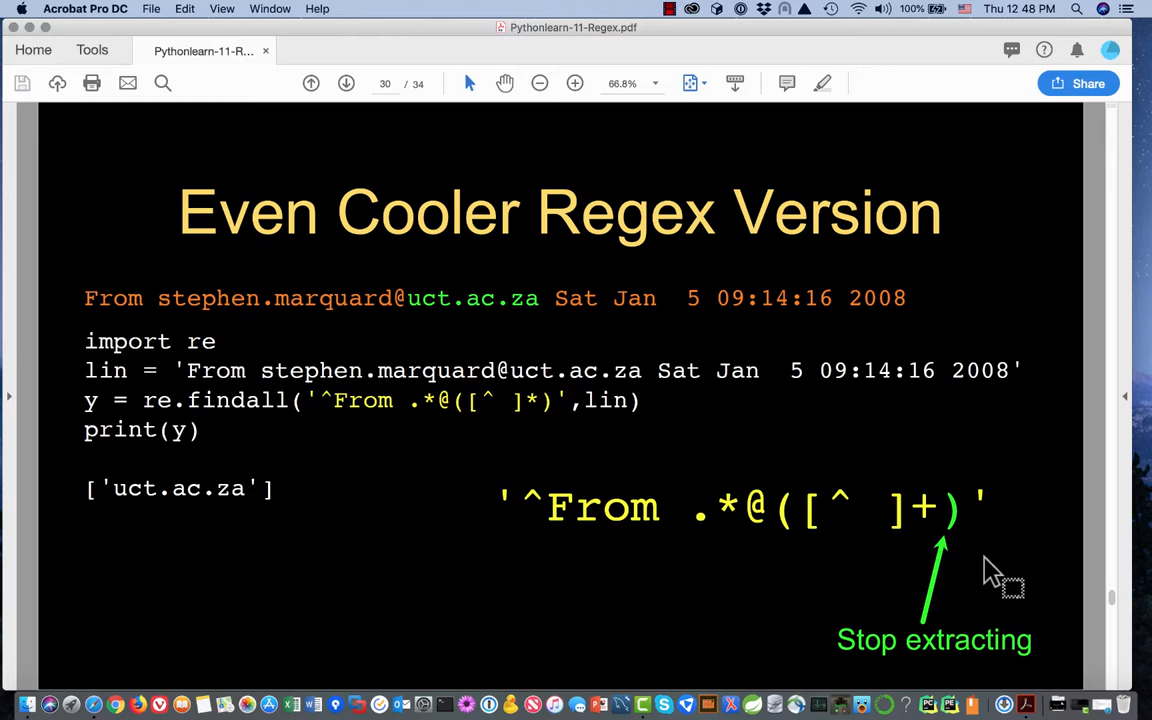 Acrobat Pro DC File Edit View Window Help 100% Thu 12:48 PM
Pythonlearn-11-Regex.pdf
Home Tools Pythonlearn-11-R... ×
30 / 34 66.8% Share
Even Cooler Regex Version
From stephen.marquard@uct.ac.za Sat Jan  5 09:14:16 2008
import re
lin = 'From stephen.marquard@uct.ac.za Sat Jan  5 09:14:16 2008'
y = re.findall('^From .*@([^ ]*)',lin)
print(y)
['uct.ac.za']
'^From .*@([^ ]+)'
Stop extracting